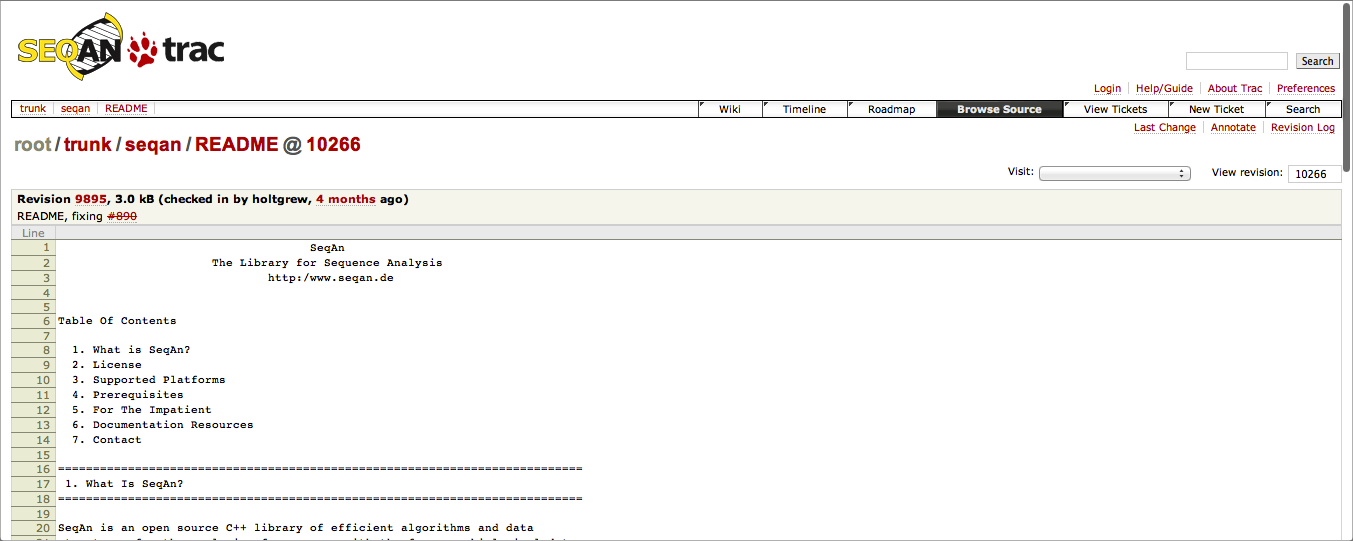 SEQAN trac
Search
Login Help/Guide About Trac Preferences
trunk seqan README Wiki Timeline Roadmap Browse Source View Tickets New Ticket Search
Last Change Annotate Revision Log
root/trunk/seqan/README @ 10266
Visit: View revision: 10266
Revision 9895, 3.0 kB (checked in by holtgrew, 4 months ago)
README, fixing #890
Line
1 SeqAn
2 The Library for Sequence Analysis
3 http:/www.seqan.de
4
5
6 Table Of Contents
7
8 1. What is SeqAn?
9 2. License
10 3. Supported Platforms
11 4. Prerequisites
12 5. For The Impatient
13 6. Documentation Resources
14 7. Contact
15
16 ===========================================================================
17 1. What Is SeqAn?
18 ===========================================================================
19
20 SeqAn is an open source C++ library of efficient algorithms and data